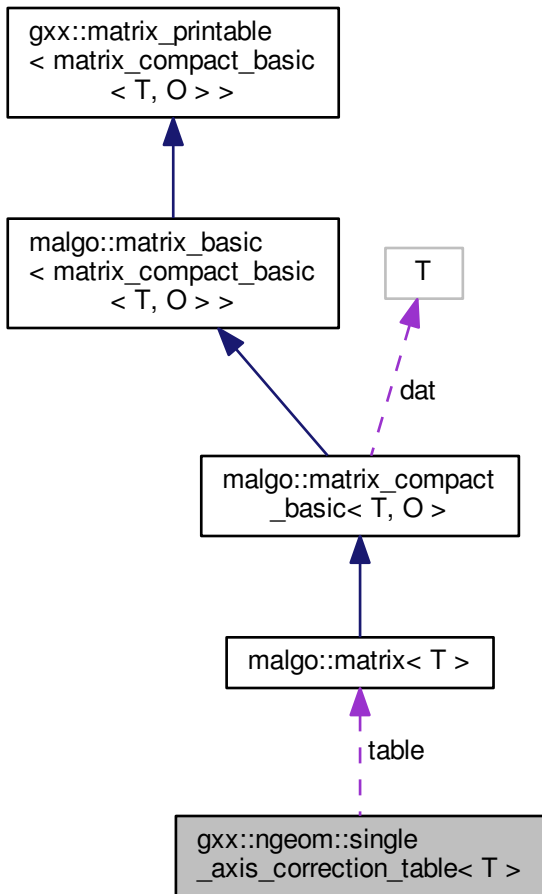 gxx::matrix_printable
< matrix_compact_basic
< T, O > >
malgo::matrix_basic
< matrix_compact_basic
< T, O > >
T
dat
malgo::matrix_compact
_basic< T, O >
malgo::matrix< T >
table
gxx::ngeom::single
_axis_correction_table< T >